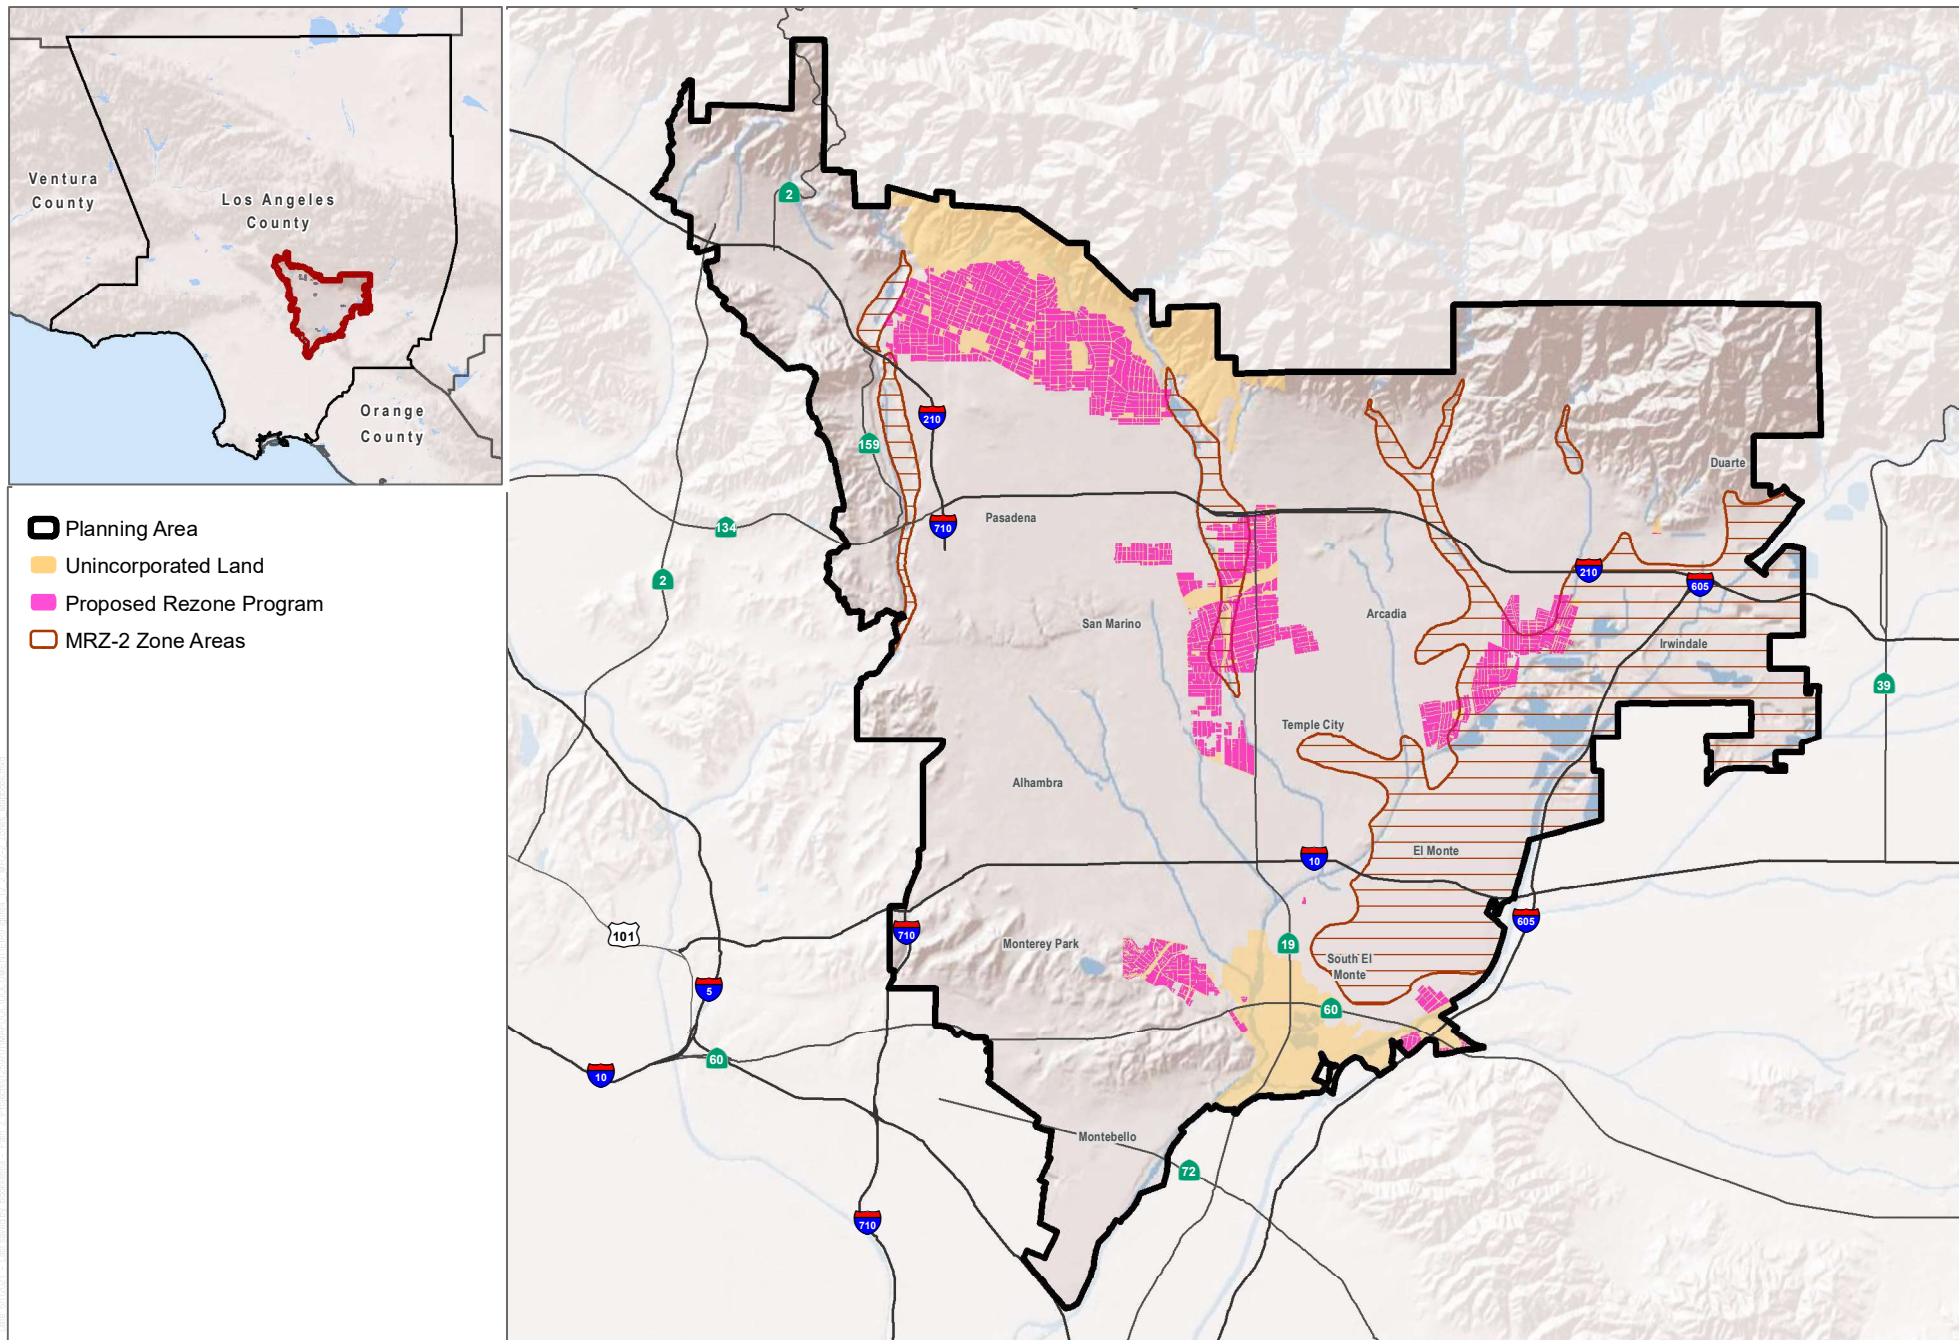 Ventura
County
Los Angeles
County
Orange
County
Planning Area
Unincorporated Land
Proposed Rezone Program
MRZ-2 Zone Areas
2
210
159
134
710
Pasadena
2
Duarte
210
605
San Marino
Arcadia
Irwindale
39
Temple City
Alhambra
10
El Monte
101
710
Monterey Park
19
605
South El
Monte
5
60
60
10
Montebello
72
710